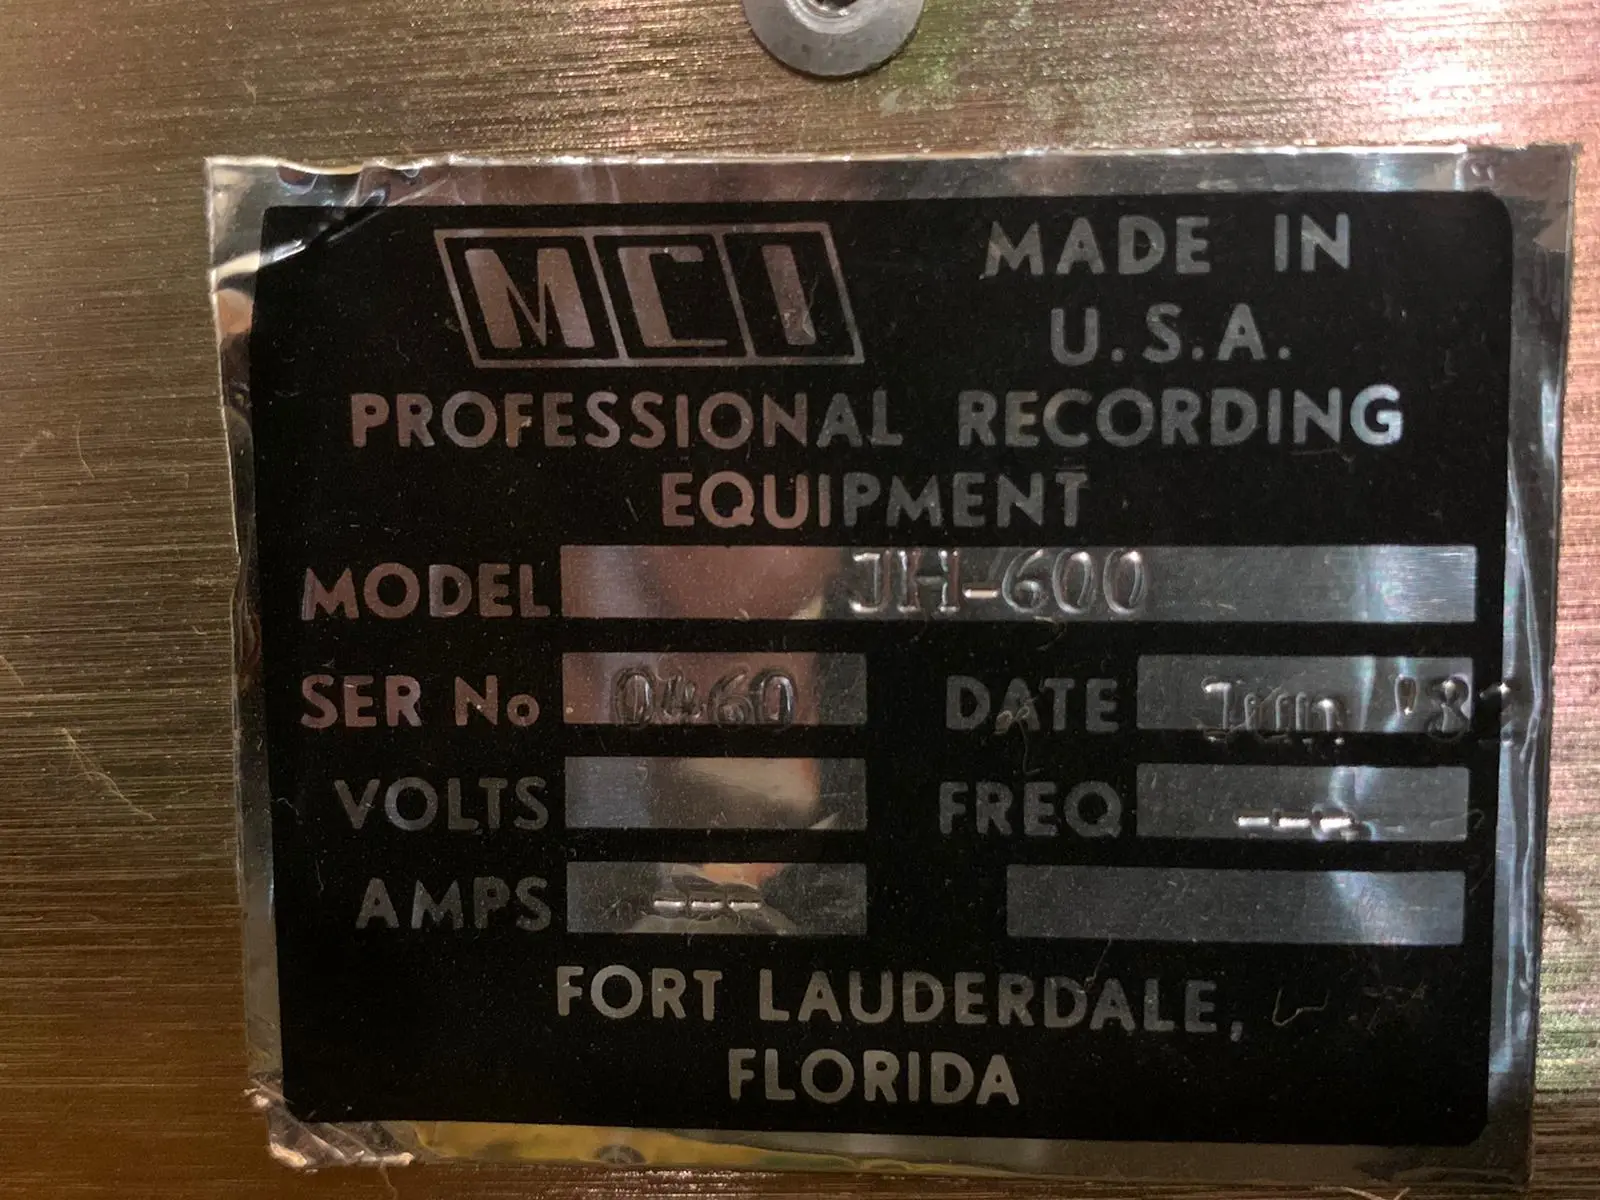 MCI
MADE IN
U.S.A.
PROFESSIONAL RECORDING
EQUIPMENT
MODEL JH-600
SER No 0460 DATE Jun
VOLTS FREQ ---
AMPS ---
FORT LAUDERDALE,
FLORIDA